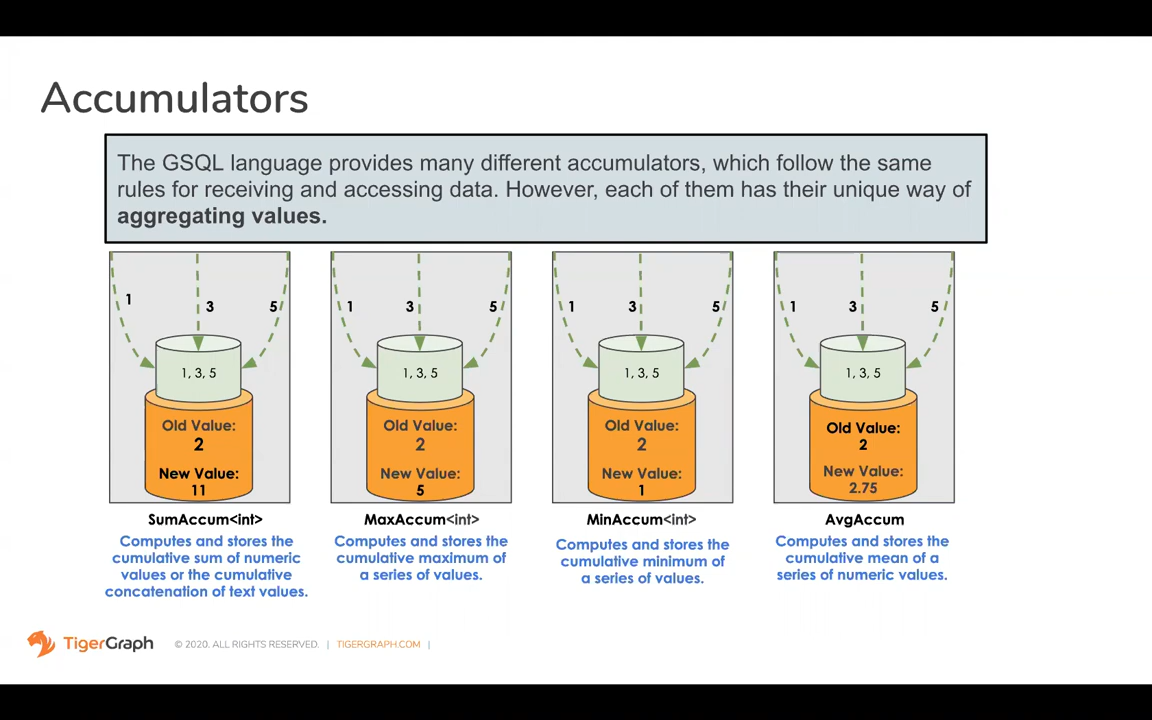 Accumulators
The GSQL language provides many different accumulators, which follow the same
rules for receiving and accessing data. However, each of them has their unique way of
aggregating values.
1
3
5
1, 3, 5
Old Value:
2
New Value:
11
SumAccum<int>
Computes and stores the
cumulative sum of numeric
values or the cumulative
concatenation of text values.
1
3
5
1, 3, 5
Old Value:
2
New Value:
5
MaxAccum<int>
Computes and stores the
cumulative maximum of
a series of values.
1
3
5
1, 3, 5
Old Value:
2
New Value:
1
MinAccum<int>
Computes and stores the
cumulative minimum of
a series of values.
1
3
5
1, 3, 5
Old Value:
2
New Value:
2.75
AvgAccum
Computes and stores the
cumulative mean of a
series of numeric values.
TigerGraph © 2020. ALL RIGHTS RESERVED. | TIGERGRAPH.COM |